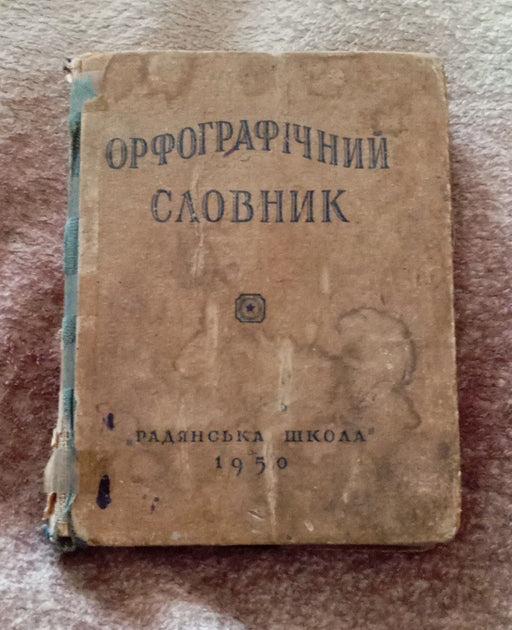 ОРФОГРАФІЧНИЙ
СЛОВНИК
„РАДЯНСЬКА ШКОЛА"
1950